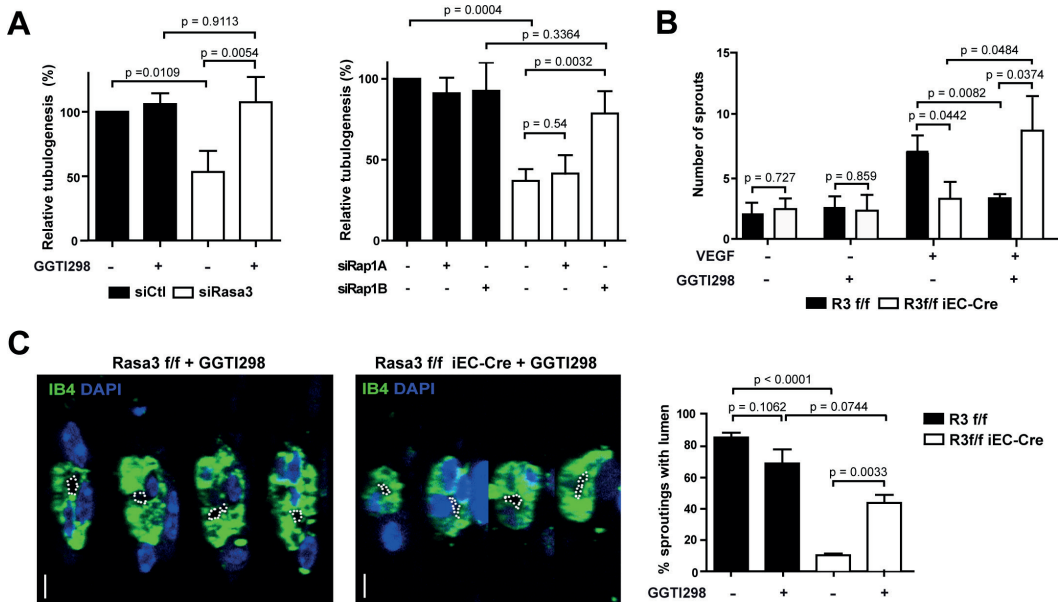 A
p = 0.9113
p = 0.0054
p =0.0109
Relative tubulogenesis (%)
100
50
0
GGTI298 - + - +
siCtl siRasa3
p = 0.0004
p = 0.3364
p = 0.0032
p = 0.54
Relative tubulogenesis (%)
100
50
0
siRap1A - + - - + -
siRap1B - - + - - +
B
p = 0.0484
p = 0.0374
p = 0.0082
p = 0.0442
p = 0.727
p = 0.859
Number of sprouts
15
10
5
0
VEGF - - + +
GGTI298 - + - +
R3 f/f R3f/f iEC-Cre
C
Rasa3 f/f + GGTI298
IB4 DAPI
Rasa3 f/f iEC-Cre + GGTI298
IB4 DAPI
p < 0.0001
p = 0.1062
p = 0.0744
p = 0.0033
% sproutings with lumen
100
80
60
40
20
0
GGTI298 - + - +
R3 f/f
R3f/f iEC-Cre